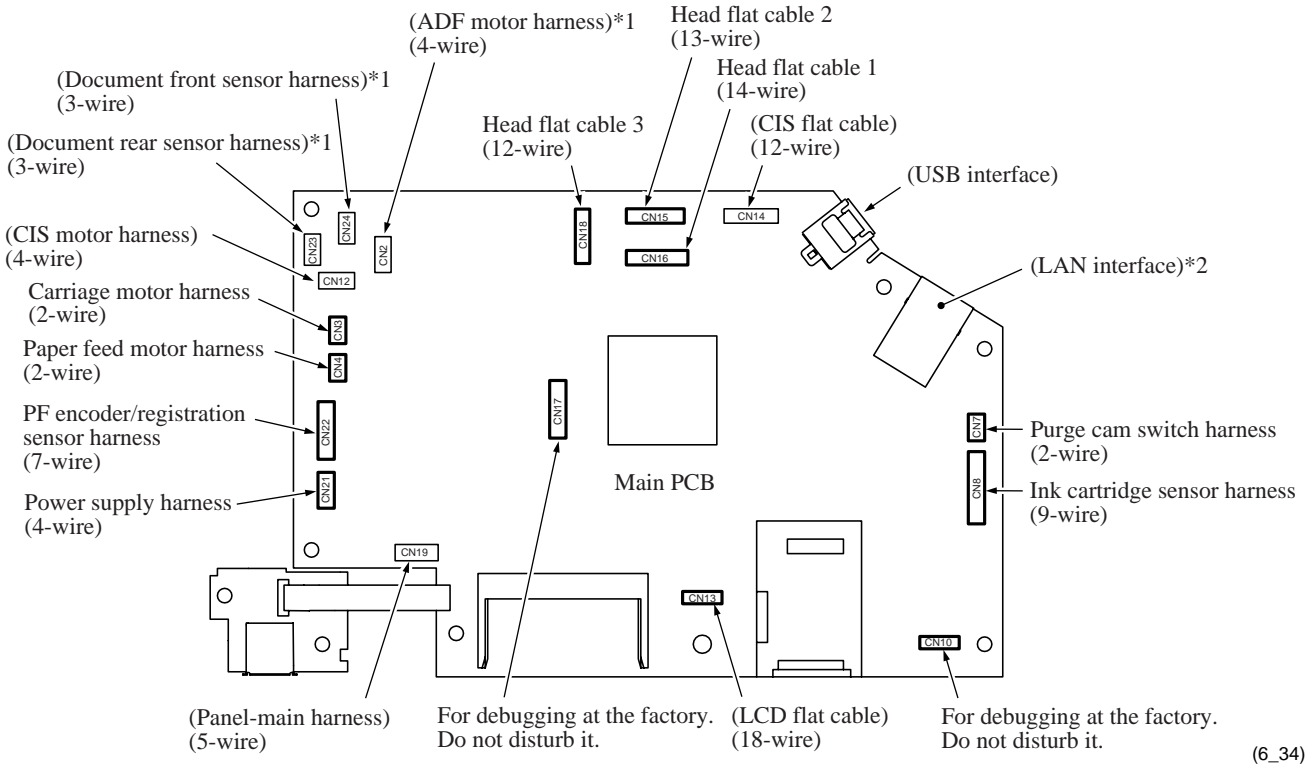 (ADF motor harness)*1
(4-wire)
Head flat cable 2
(13-wire)
(Document front sensor harness)*1
(3-wire)
Head flat cable 1
(14-wire)
(Document rear sensor harness)*1
(3-wire)
Head flat cable 3
(12-wire)
(CIS flat cable)
(12-wire)
(USB interface)
(CIS motor harness)
(4-wire)
(LAN interface)*2
Carriage motor harness
(2-wire)
Paper feed motor harness
(2-wire)
PF encoder/registration
sensor harness
(7-wire)
Power supply harness
(4-wire)
CN23
CN24
CN2
CN12
CN18
CN15
CN14
CN16
CN3
CN4
CN17
CN22
CN21
CN19
Main PCB
CN7
CN8
Purge cam switch harness
(2-wire)
Ink cartridge sensor harness
(9-wire)
CN13
CN10
(Panel-main harness)
(5-wire)
For debugging at the factory.
Do not disturb it.
(LCD flat cable)
(18-wire)
For debugging at the factory.
Do not disturb it.
(6_34)